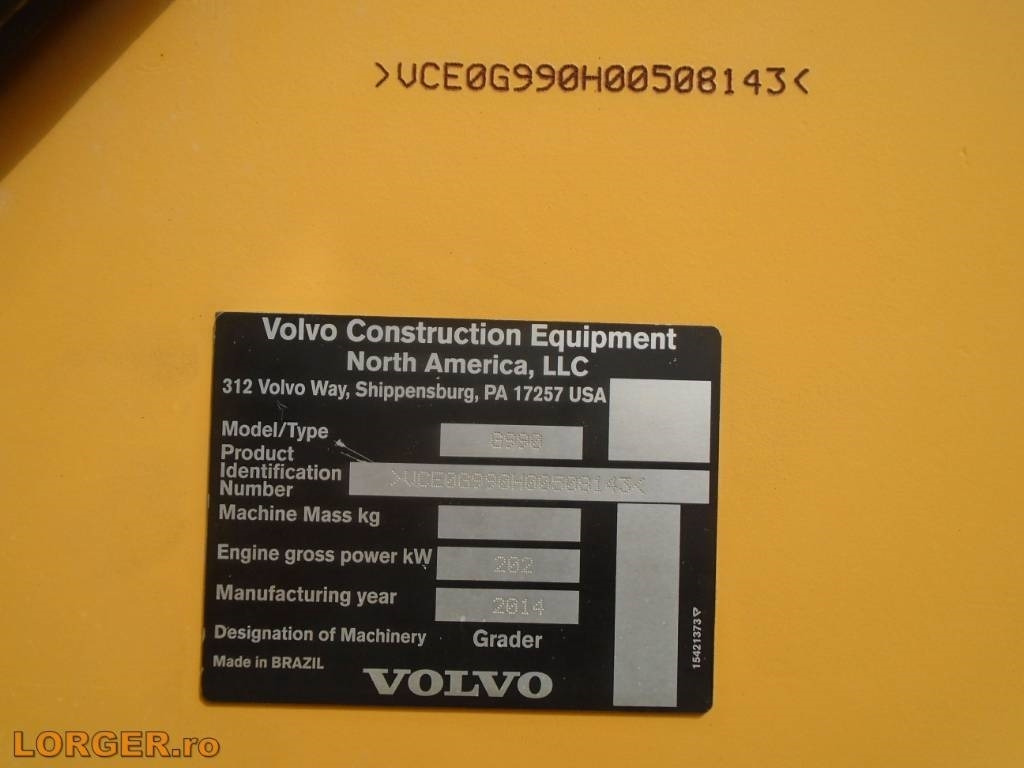 >VCE0G990H00508143<
Volvo Construction Equipment
North America, LLC
312 Volvo Way, Shippensburg, PA 17257 USA
Model/Type G990
Product
Identification
Number >VCE0G990H00508143<
Machine Mass kg
Engine gross power kW 202
Manufacturing year 2014
Designation of Machinery Grader
Made in BRAZIL
VOLVO
15421373
LORGER.ro